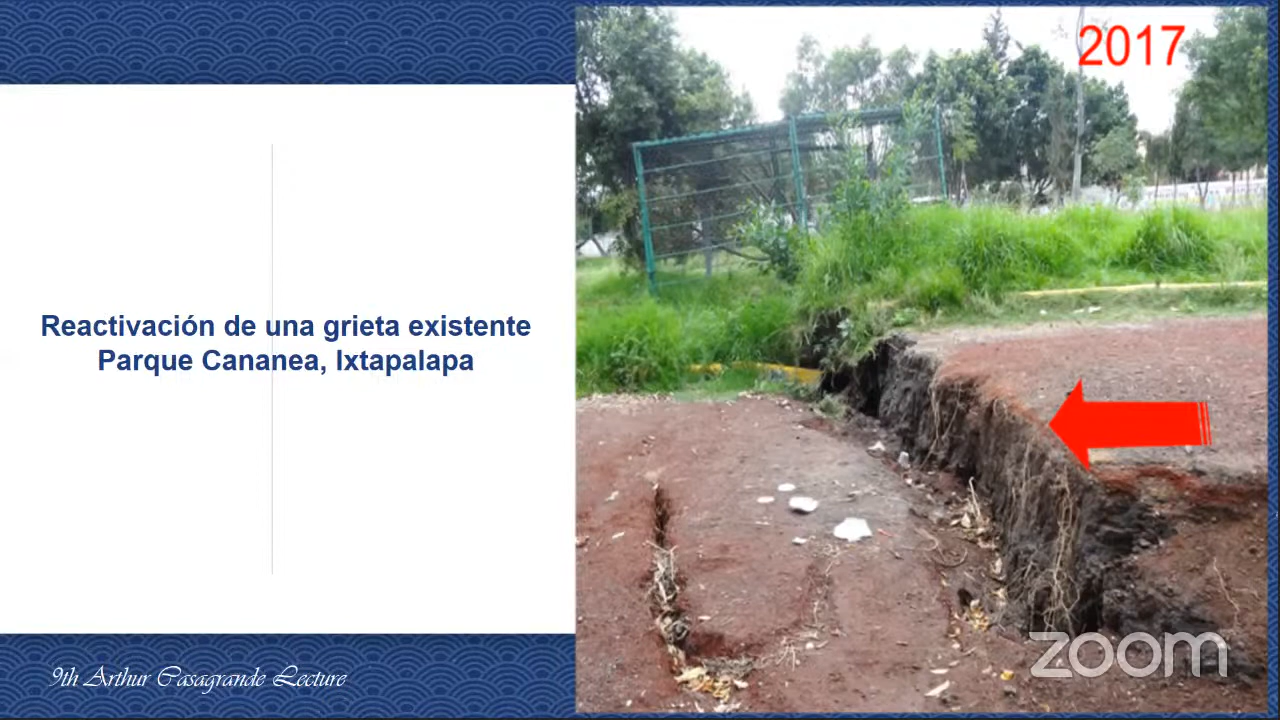 2017
Reactivación de una grieta existente
Parque Cananea, Ixtapalapa
9th Arthur Casagrande Lecture
zoom